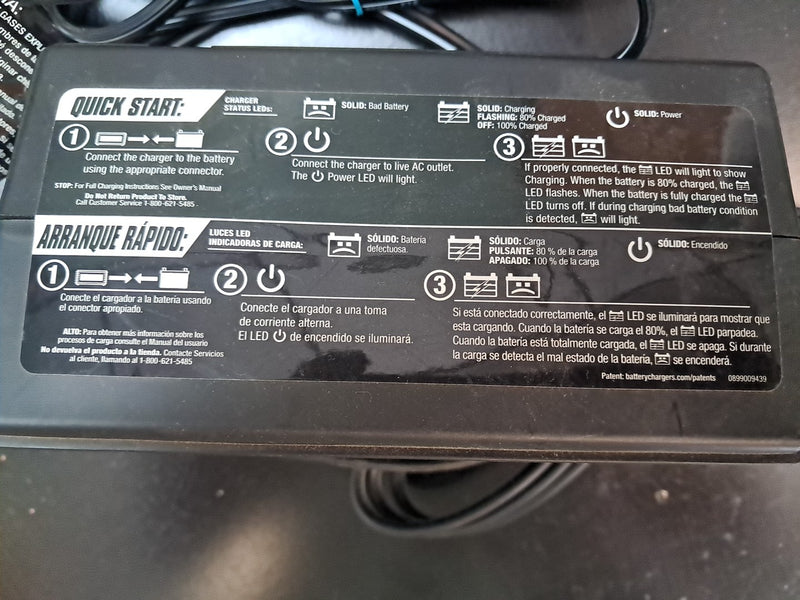 QUICK START:
CHARGER
STATUS LEDs:
SOLID: Bad Battery
SOLID: Charging
FLASHING: 80% Charged
OFF: 100% Charged
SOLID: Power
1
Connect the charger to the battery
using the appropriate connector.
STOP: For Full Charging Instructions See Owner's Manual
Do Not Return Product To Store.
Call Customer Service 1-800-621-5485
2
Connect the charger to live AC outlet.
The Power LED will light.
3
If properly connected, the LED will light to show
Charging. When the battery is 80% charged, the
LED flashes. When the battery is fully charged the
LED turns off. If during charging bad battery condition
is detected, will light.
ARRANQUE RÁPIDO:
LUCES LED
INDICADORAS DE CARGA:
SÓLIDO: Batería
defectuosa.
SÓLIDO: Carga
PULSANTE: 80 % de la carga
APAGADO: 100 % de la carga
SÓLIDO: Encendido
1
Conecte el cargador a la batería usando
el conector apropiado.
ALTO: Para obtener más información sobre los
procesos de carga consulte el Manual del usuario
No devuelva el producto a la tienda. Contacte Servicios
al cliente, llamando al 1-800-621-5485
2
Conecte el cargador a una toma
de corriente alterna.
El LED de encendido se iluminará.
3
Si está conectado correctamente, el LED se iluminará para mostrar que
esta cargando. Cuando la batería se carga el 80%, el LED parpadea.
Cuando la batería está totalmente cargada, el LED se apaga. Si durante
la carga se detecta el mal estado de la batería, se encenderá.
Patent: batterychargers.com/patents 0899009439